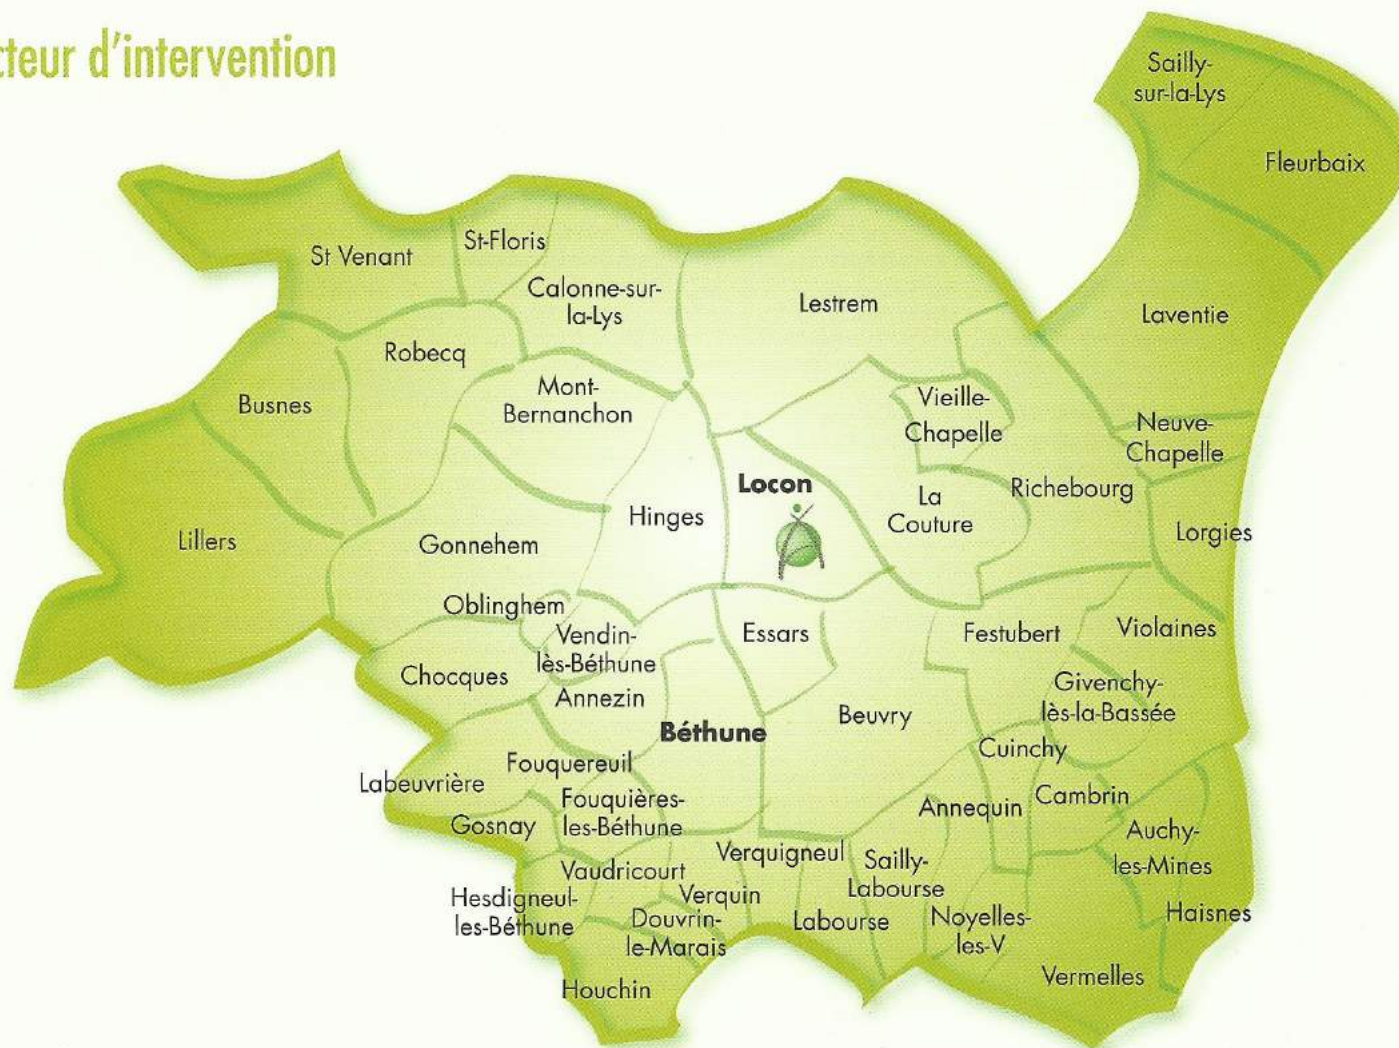 cteur d'intervention
Sailly-
sur-la-Lys
Fleurbaix
St Venant
St-Floris
Calonne-sur-
la-Lys
Lestrem
Laventie
Robecq
Mont-
Bernanchon
Busnes
Vieille-
Chapelle
Neuve-
Chapelle
Locon
La
Couture
Richebourg
Hinges
Lillers
Gonnehem
Lorgies
Oblinghem
Vendin-
lès-Béthune
Essars
Festubert
Violaines
Chocques
Annezin
Givenchy-
lès-la-Bassée
Béthune
Beuvry
Cuinchy
Fouquereuil
Labeuvrière
Fouquières-
les-Béthune
Annequin
Cambrin
Gosnay
Auchy-
les-Mines
Verquigneul
Sailly-
Labourse
Vaudricourt
Verquin
Hesdigneul-
les-Béthune
Douvrin-
le-Marais
Labourse
Noyelles-
les-V
Haisnes
Vermelles
Houchin